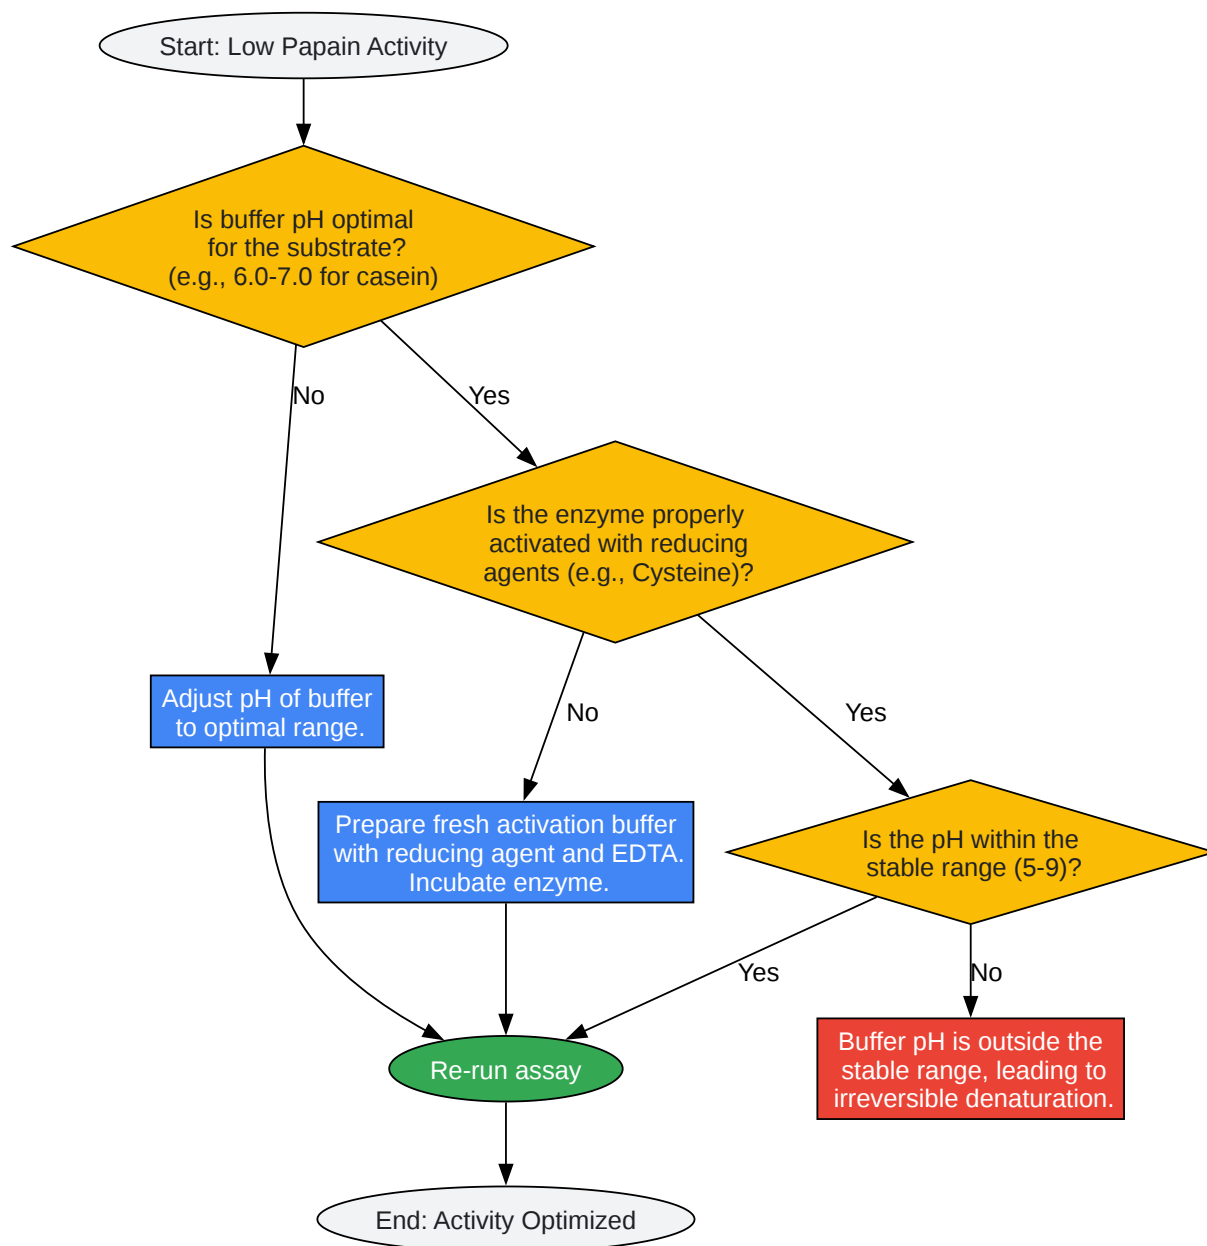 Start: Low Papain Activity
Is buffer pH optimal
for the substrate?
(e.g., 6.0-7.0 for casein)
No
Yes
Is the enzyme properly
activated with reducing
agents (e.g., Cysteine)?
Adjust pH of buffer
to optimal range.
No
Yes
Prepare fresh activation buffer
with reducing agent and EDTA.
Incubate enzyme.
Is the pH within the
stable range (5-9)?
Yes
No
Re-run assay
Buffer pH is outside the
stable range, leading to
irreversible denaturation.
End: Activity Optimized